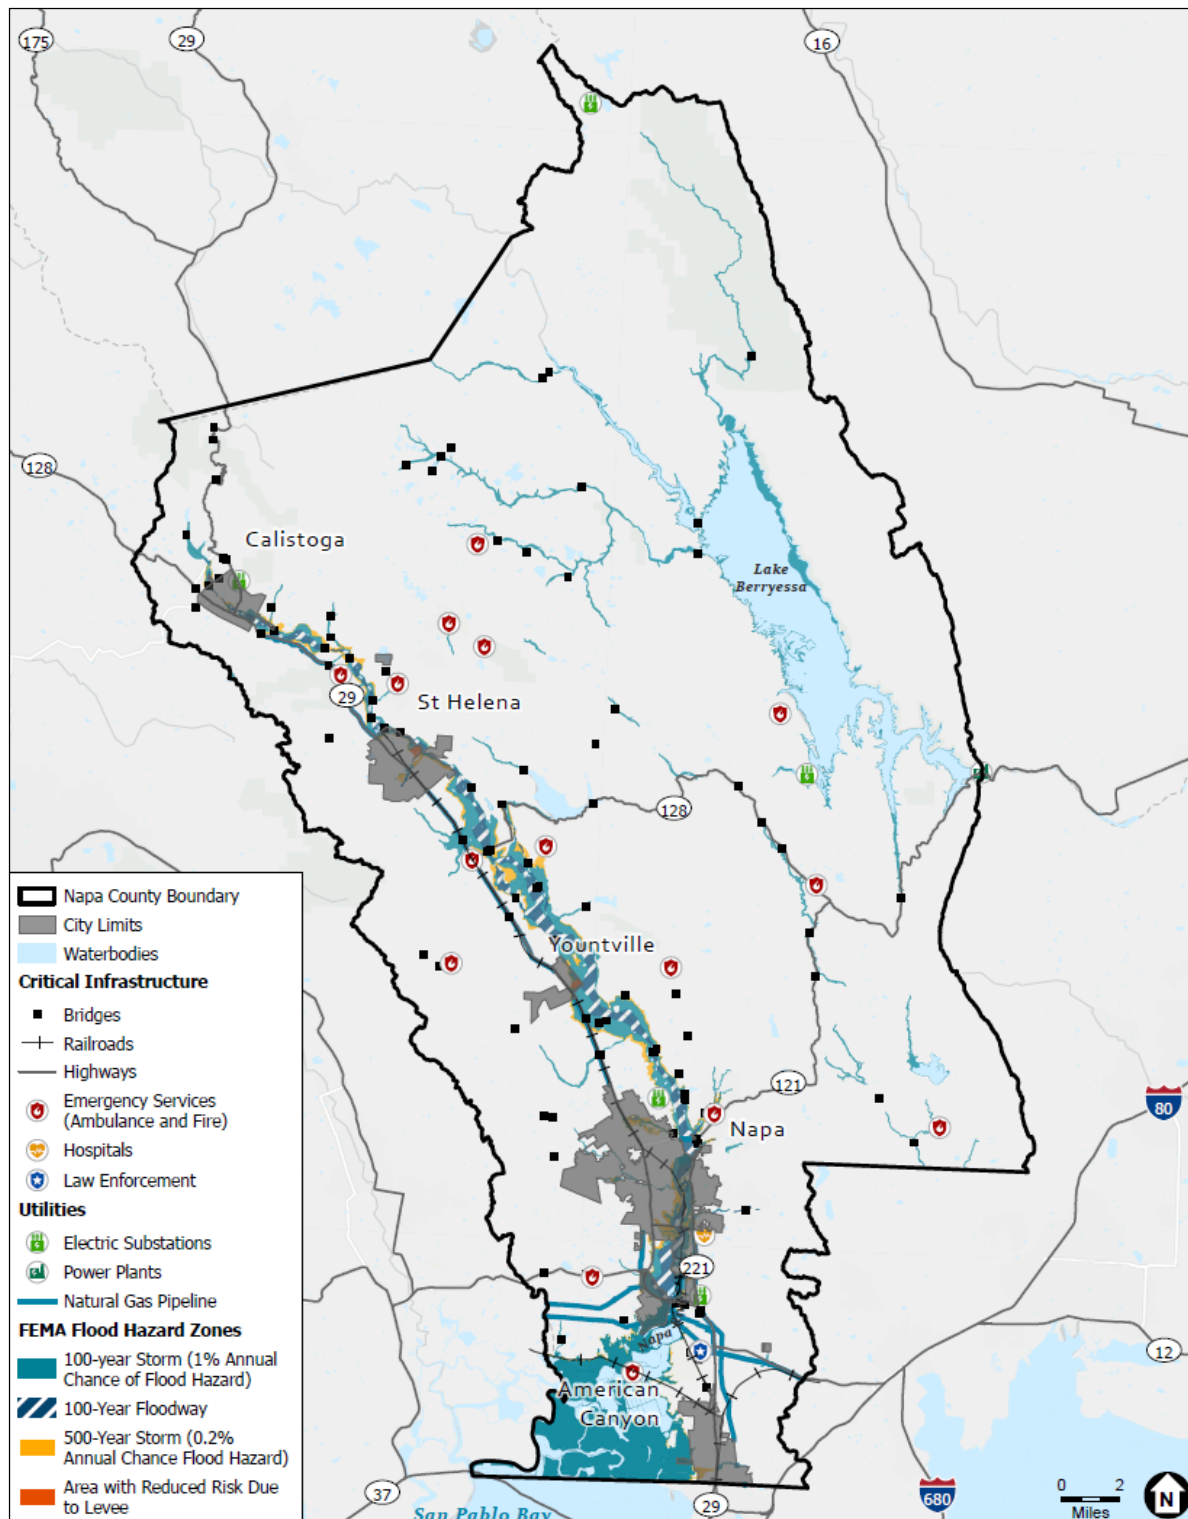 175
29
16
128
Calistoga
Lake
Berryessa
29
St Helena
128
Yountville
121
80
Napa
221
Napa
12
American
Canyon
37
29
680
San Pablo Bay
Napa County Boundary
City Limits
Waterbodies
Critical Infrastructure
Bridges
Railroads
Highways
Emergency Services
(Ambulance and Fire)
Hospitals
Law Enforcement
Utilities
Electric Substations
Power Plants
Natural Gas Pipeline
FEMA Flood Hazard Zones
100-year Storm (1% Annual
Chance of Flood Hazard)
100-Year Floodway
500-Year Storm (0.2%
Annual Chance Flood Hazard)
Area with Reduced Risk Due
to Levee
0 2
Miles
N